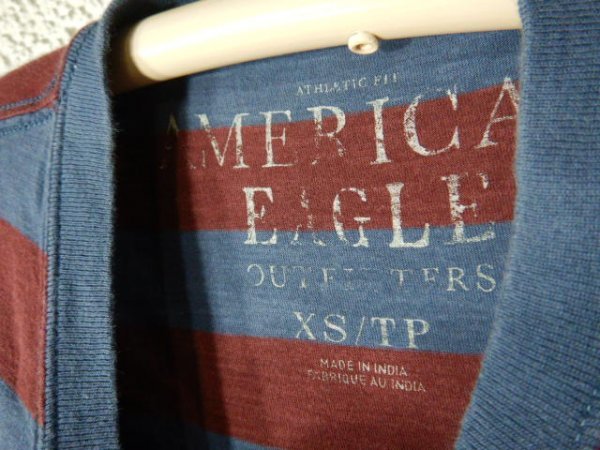 ATHLETIC FIT
AMERICA
EAGLE
OUTFITTERS
XS/TP
MADE IN INDIA
FABRIQUE AU INDIA